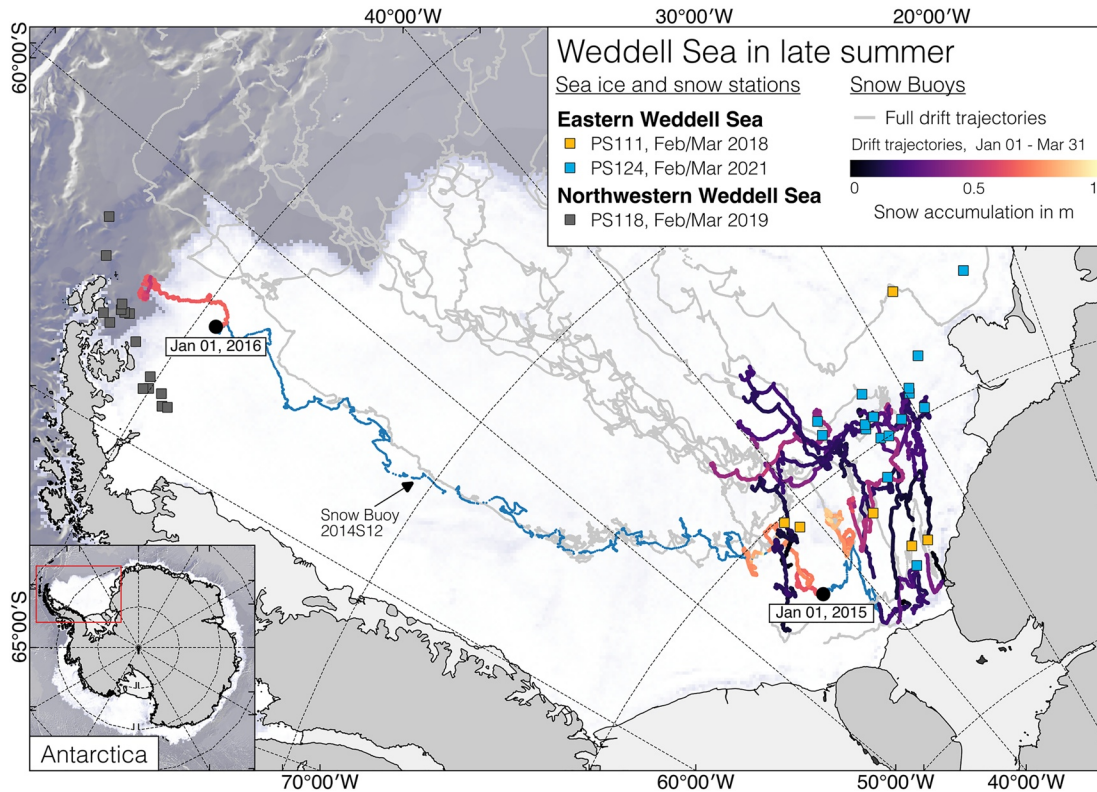 40°00'W
30°00'W
20°00'W
60°00'S
Weddell Sea in late summer
Sea ice and snow stations
Snow Buoys
Eastern Weddell Sea
Full drift trajectories
PS111, Feb/Mar 2018
Drift trajectories, Jan 01 - Mar 31
PS124, Feb/Mar 2021
0
0.5
1
Northwestern Weddell Sea
Snow accumulation in m
PS118, Feb/Mar 2019
Jan 01, 2016
Snow Buoy
2014S12
Jan 01, 2015
65°00'S
Antarctica
70°00'W
60°00'W
50°00'W
40°00'W